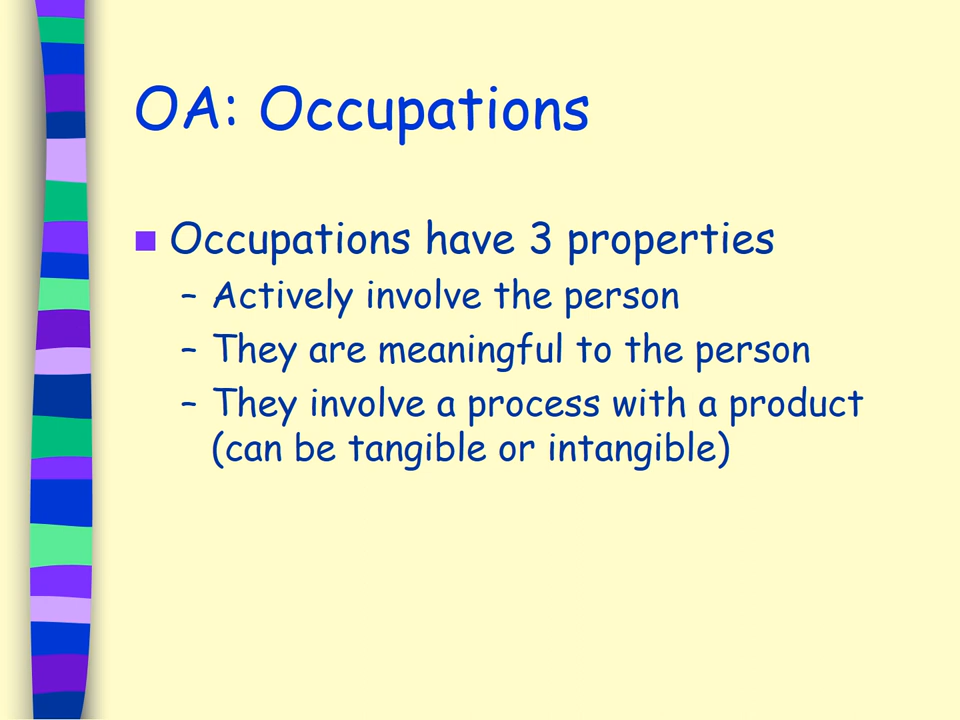 OA: Occupations
Occupations have 3 properties
– Actively involve the person
– They are meaningful to the person
– They involve a process with a product
(can be tangible or intangible)